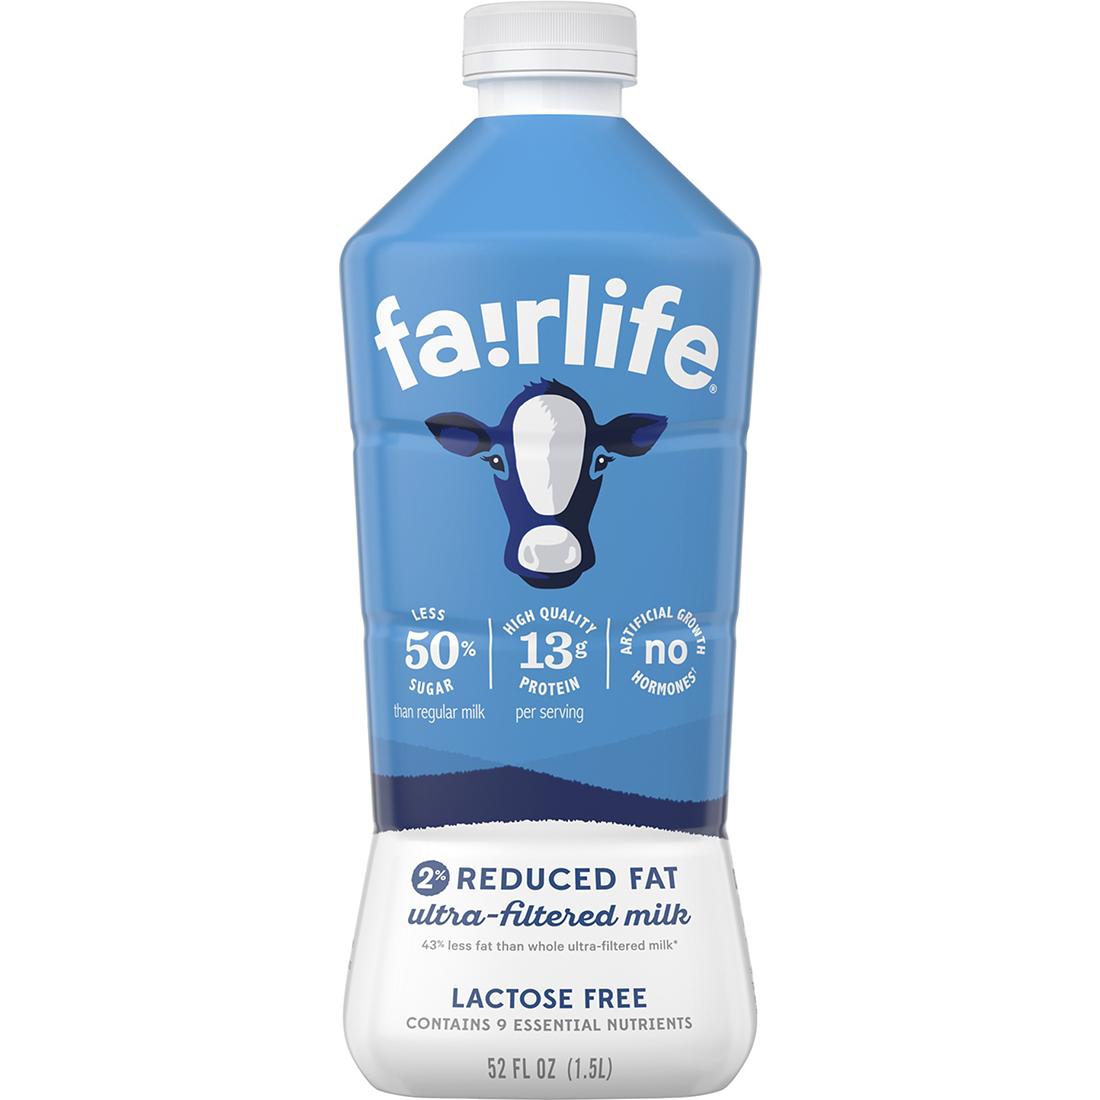 fa!rlife®
LESS
50%
SUGAR
than regular milk
HIGH QUALITY
13g
PROTEIN
per serving
ARTIFICIAL GROWTH
no
HORMONES†
2% REDUCED FAT
ultra-filtered milk
43% less fat than whole ultra-filtered milk*
LACTOSE FREE
CONTAINS 9 ESSENTIAL NUTRIENTS
52 FL OZ (1.5L)